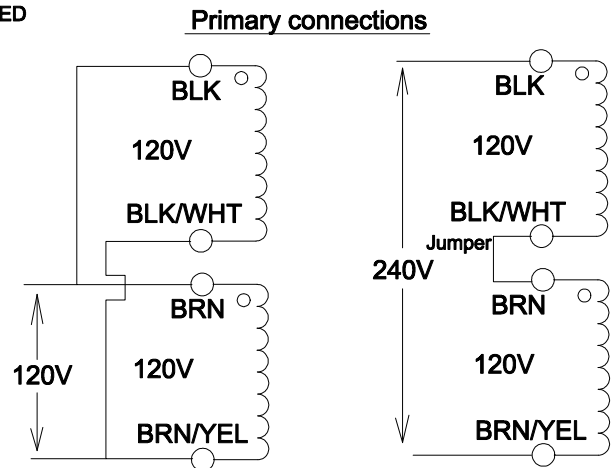 ED
Primary connections
BLK
120V
BLK/WHT
BRN
120V
120V
BRN/YEL
BLK
120V
BLK/WHT
Jumper
240V
BRN
120V
BRN/YEL